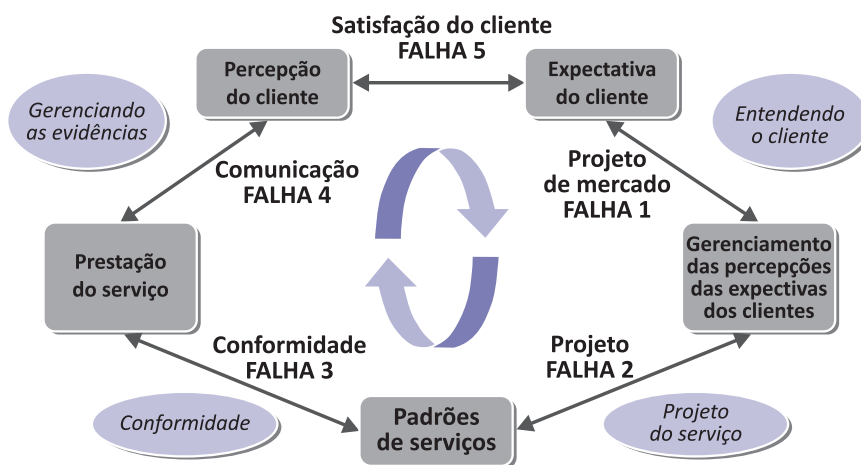 Satisfação do cliente
FALHA 5
Percepção
do cliente
Expectativa
do cliente
Gerenciando
as evidências
Entendendo
o cliente
Comunicação
FALHA 4
Projeto
de mercado
FALHA 1
Prestação
do serviço
Gerenciamento
das percepções
das expectivas
dos clientes
Conformidade
FALHA 3
Projeto
FALHA 2
Conformidade
Padrões
de serviços
Projeto
do serviço